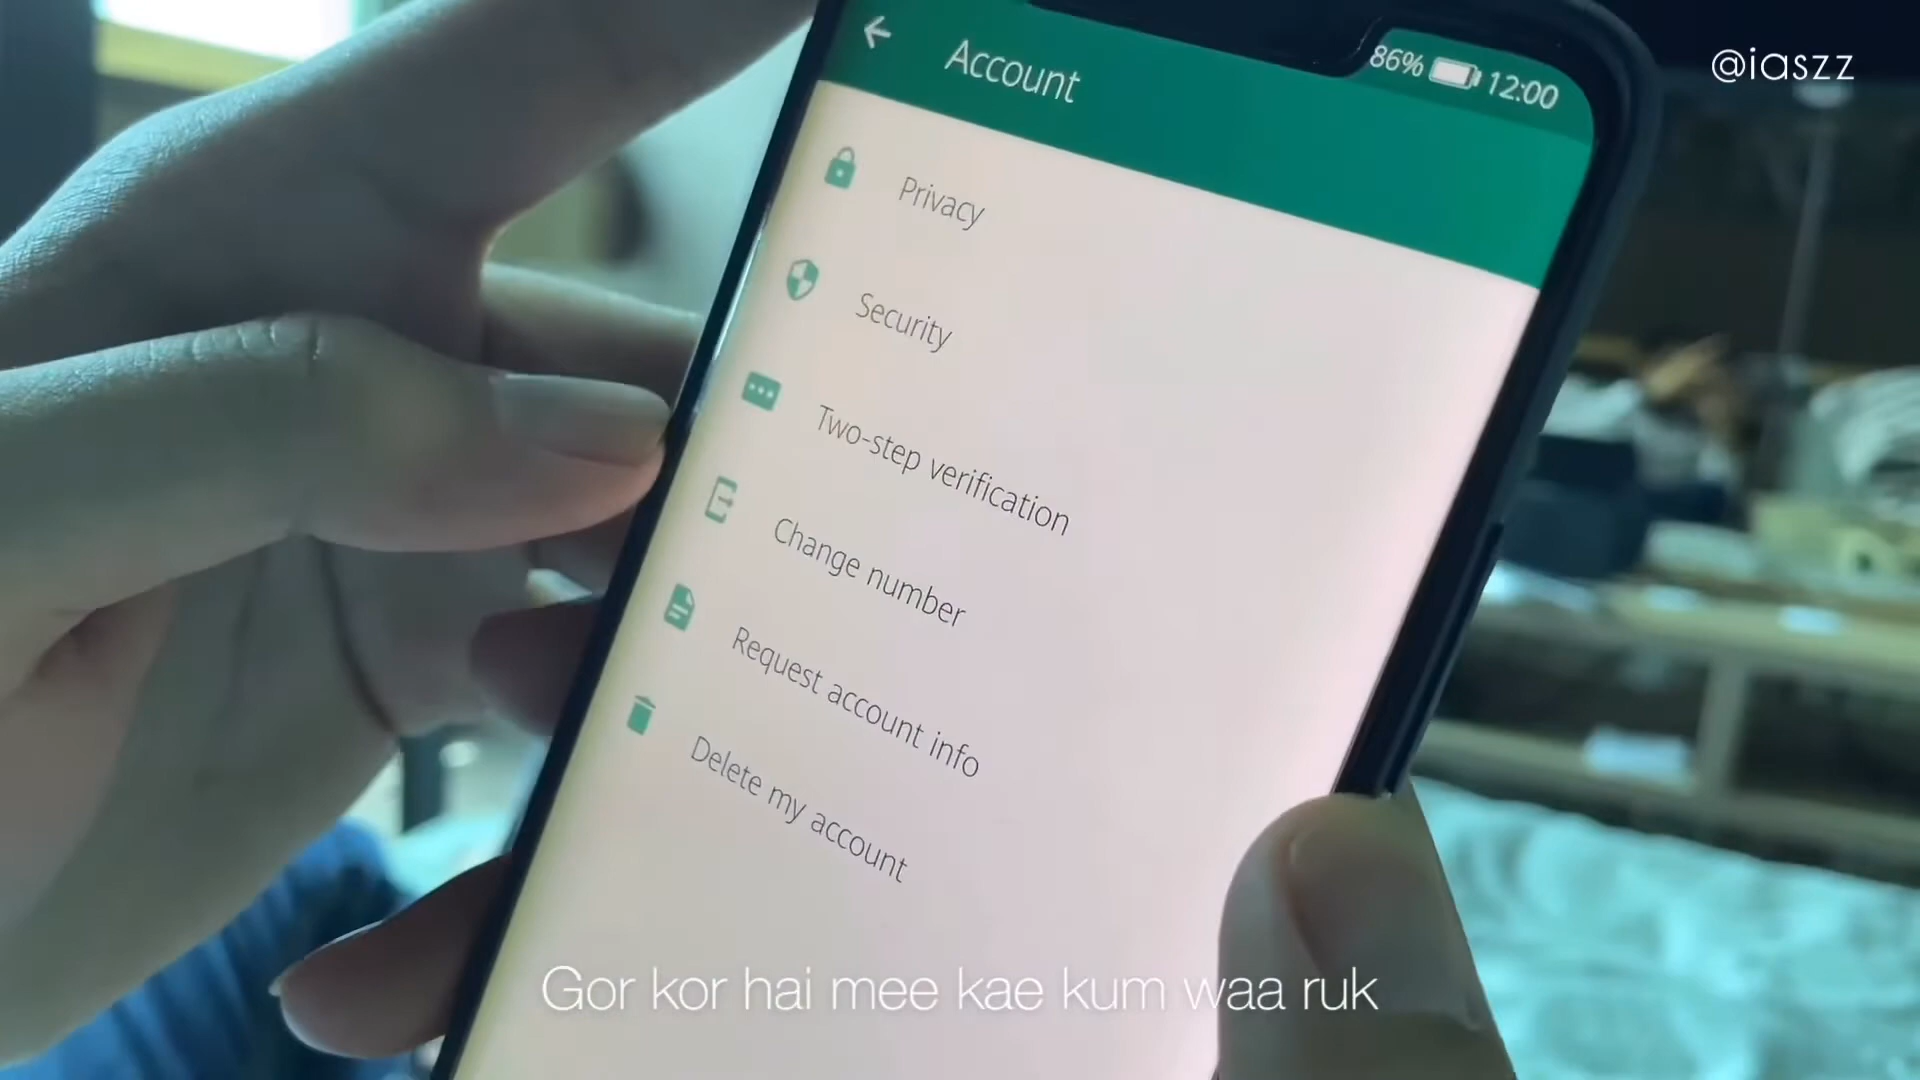 @iaszz
86% 12:00
Account
Privacy
Security
Two-step verification
Change number
Request account info
Delete my account
Gor kor hai mee kae kum waa ruk